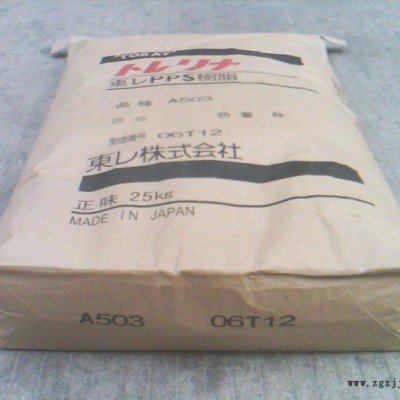 TORAY
トレリナ
東レPPS樹脂
品種 A503
区分 色番
製造番号 06T12
東レ株式会社
正味 25kg
MADE IN JAPAN
A503 06T12
www.zgxjj